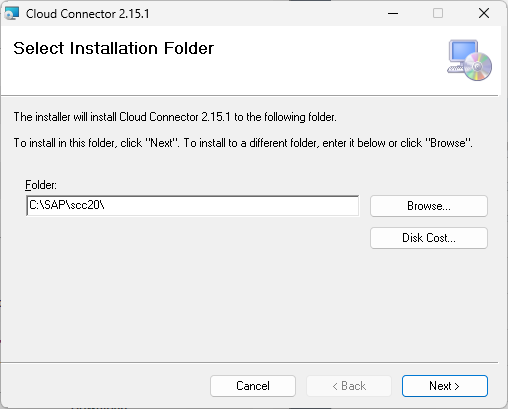 Cloud Connector 2.15.1
Select Installation Folder
The installer will install Cloud Connector 2.15.1 to the following folder.
To install in this folder, click "Next". To install to a different folder, enter it below or click "Browse".
Folder:
C:\SAP\scc20\
Browse...
Disk Cost...
Cancel
< Back
Next >